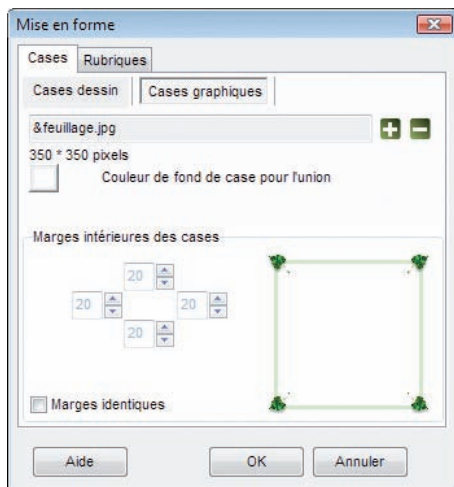 Mise en forme
Cases Rubriques
Cases dessin Cases graphiques
&feuillage.jpg
350 * 350 pixels
Couleur de fond de case pour l'union
Marges intérieures des cases
20
20 20
20
Marges identiques
Aide OK Annuler